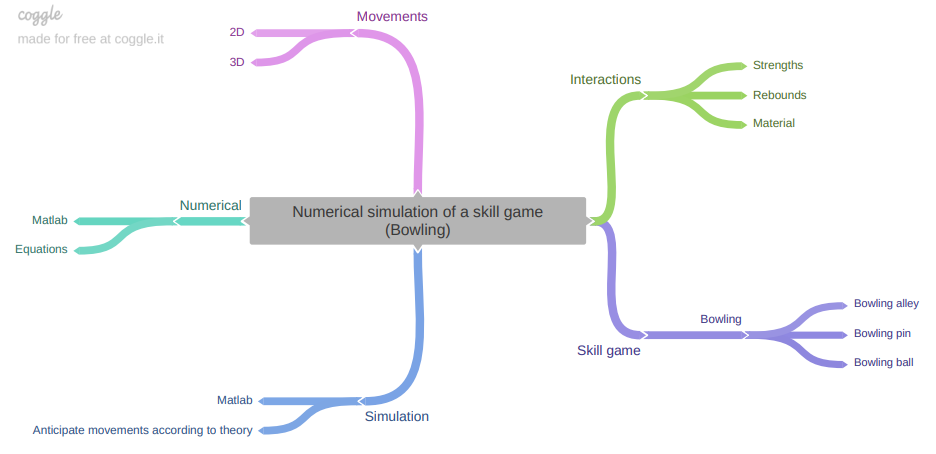 coggle
made for free at coggle.it
Movements
2D
3D
Interactions
Strengths
Rebounds
Material
Numerical simulation of a skill game
(Bowling)
Numerical
Matlab
Equations
Skill game
Bowling
Bowling alley
Bowling pin
Bowling ball
Simulation
Matlab
Anticipate movements according to theory